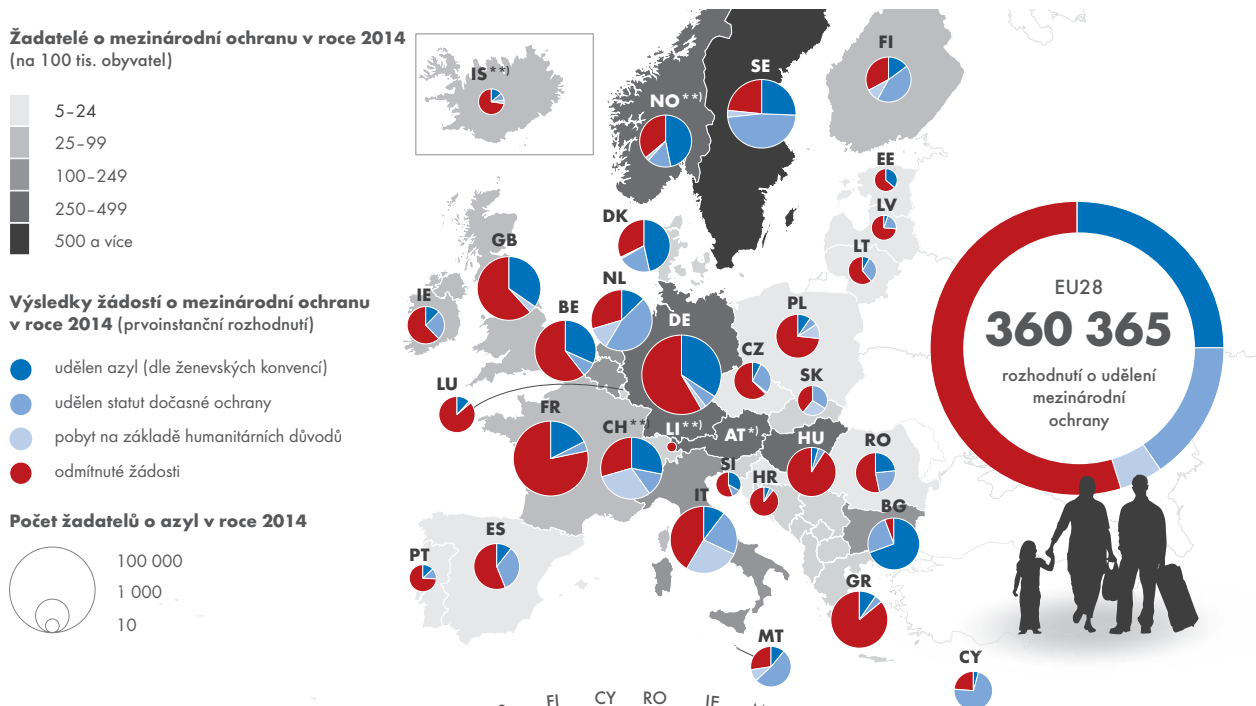 Žadatelé o mezinárodní ochranu v roce 2014
(na 100 tis. obyvatel)
5–24
25–99
100–249
250–499
500 a více
Výsledky žádostí o mezinárodní ochranu
v roce 2014 (prvoinstanční rozhodnutí)
udělen azyl (dle ženevských konvencí)
udělen statut dočasné ochrany
pobyt na základě humanitárních důvodů
odmítnuté žádosti
Počet žadatelů o azyl v roce 2014
100 000
1 000
10
IS**)
NO**)
SE
FI
EE
LV
LT
DK
GB
IE
NL
BE
DE
PL
CZ
SK
LU
FR
CH**)
LI**)
AT*)
HU
RO
SI
HR
IT
BG
ES
PT
GR
MT
CY
EU28
360 365
rozhodnutí o udělení
mezinárodní
ochrany
CY
RO
IE